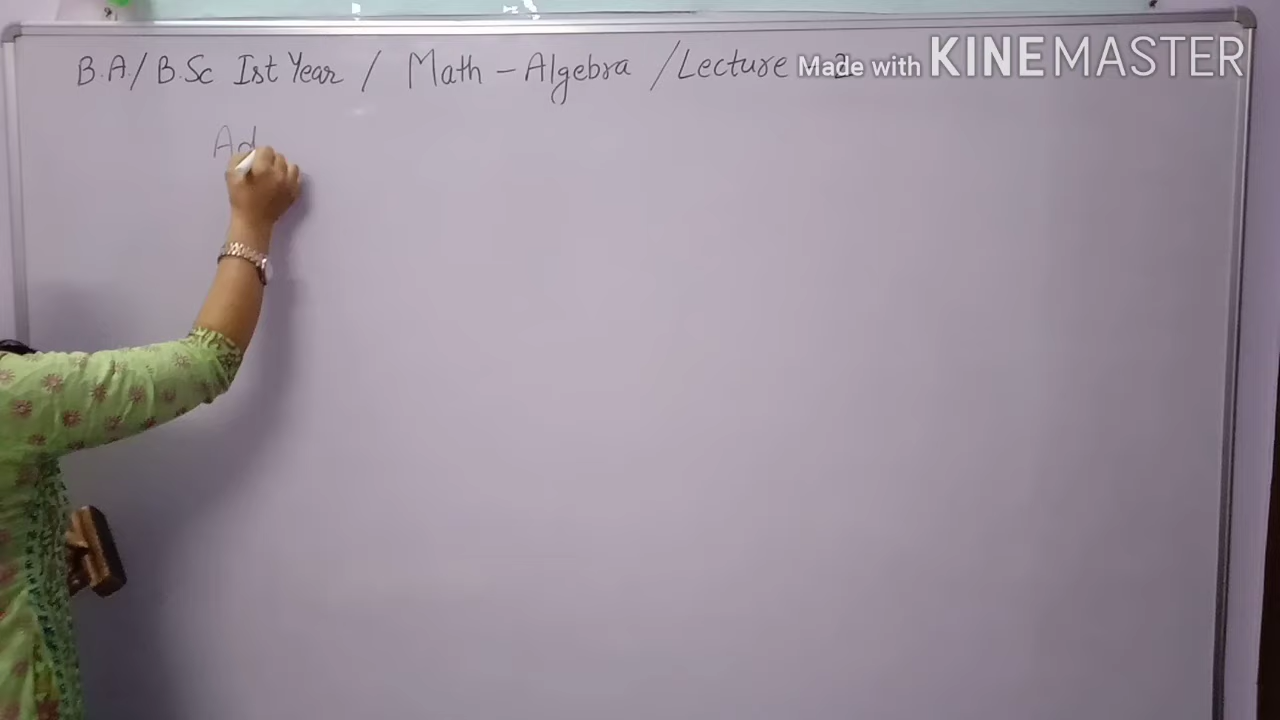 B.A./B.Sc Ist Year / Math - Algebra /Lecture - 2
Made with KINEMASTER
Ad